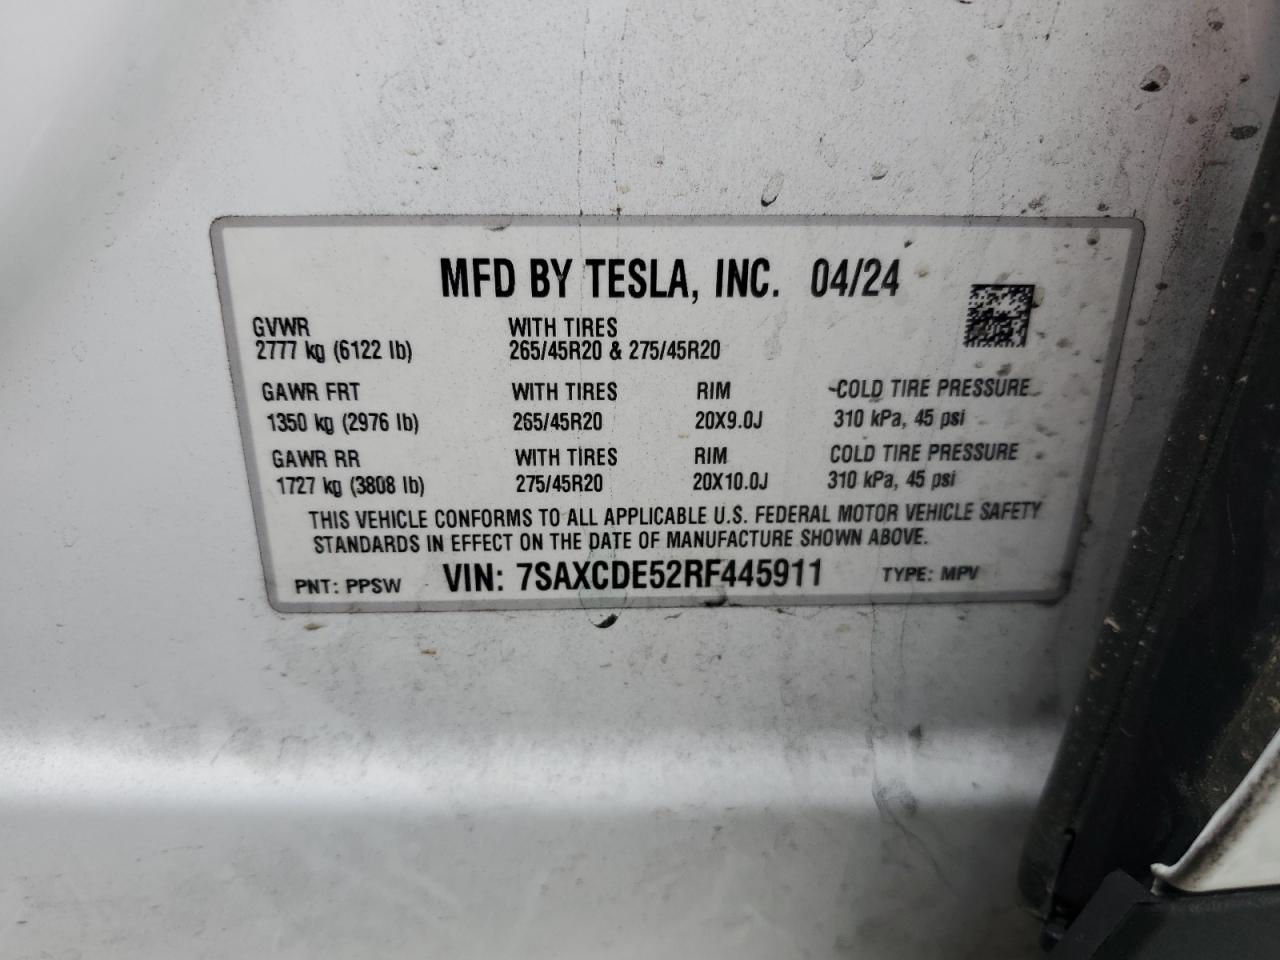 MFD BY TESLA, INC. 04/24
GVWR WITH TIRES
2777 kg (6122 lb) 265/45R20 & 275/45R20
GAWR FRT WITH TIRES RIM COLD TIRE PRESSURE
1350 kg (2976 lb) 265/45R20 20X9.0J 310 kPa, 45 psi
GAWR RR WITH TIRES RIM COLD TIRE PRESSURE
1727 kg (3808 lb) 275/45R20 20X10.0J 310 kPa, 45 psi
THIS VEHICLE CONFORMS TO ALL APPLICABLE U.S. FEDERAL MOTOR VEHICLE SAFETY
STANDARDS IN EFFECT ON THE DATE OF MANUFACTURE SHOWN ABOVE.
PNT: PPSW VIN: 7SAXCDE52RF445911 TYPE: MPV